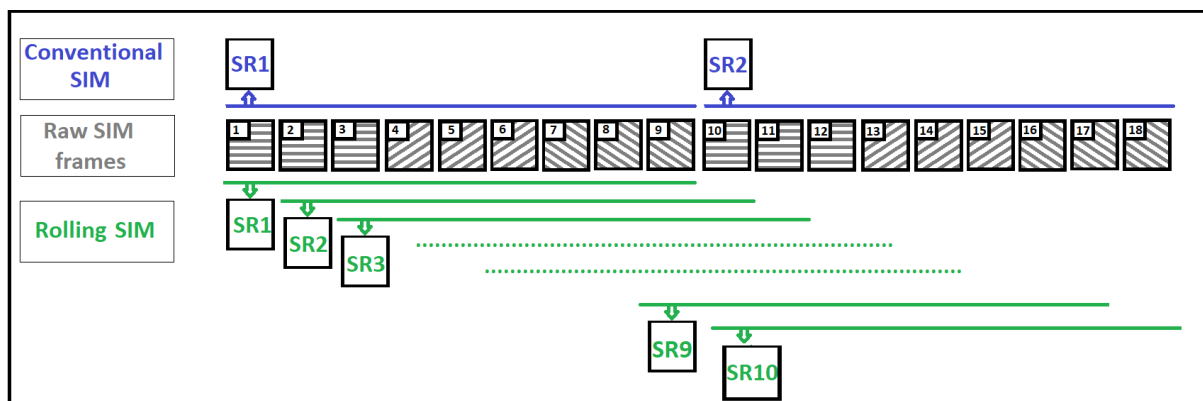 Conventional
SIM
SR1
SR2
Raw SIM
frames
1 2 3 4 5 6 7 8 9 10 11 12 13 14 15 16 17 18
Rolling SIM
SR1
SR2
SR3
SR9
SR10